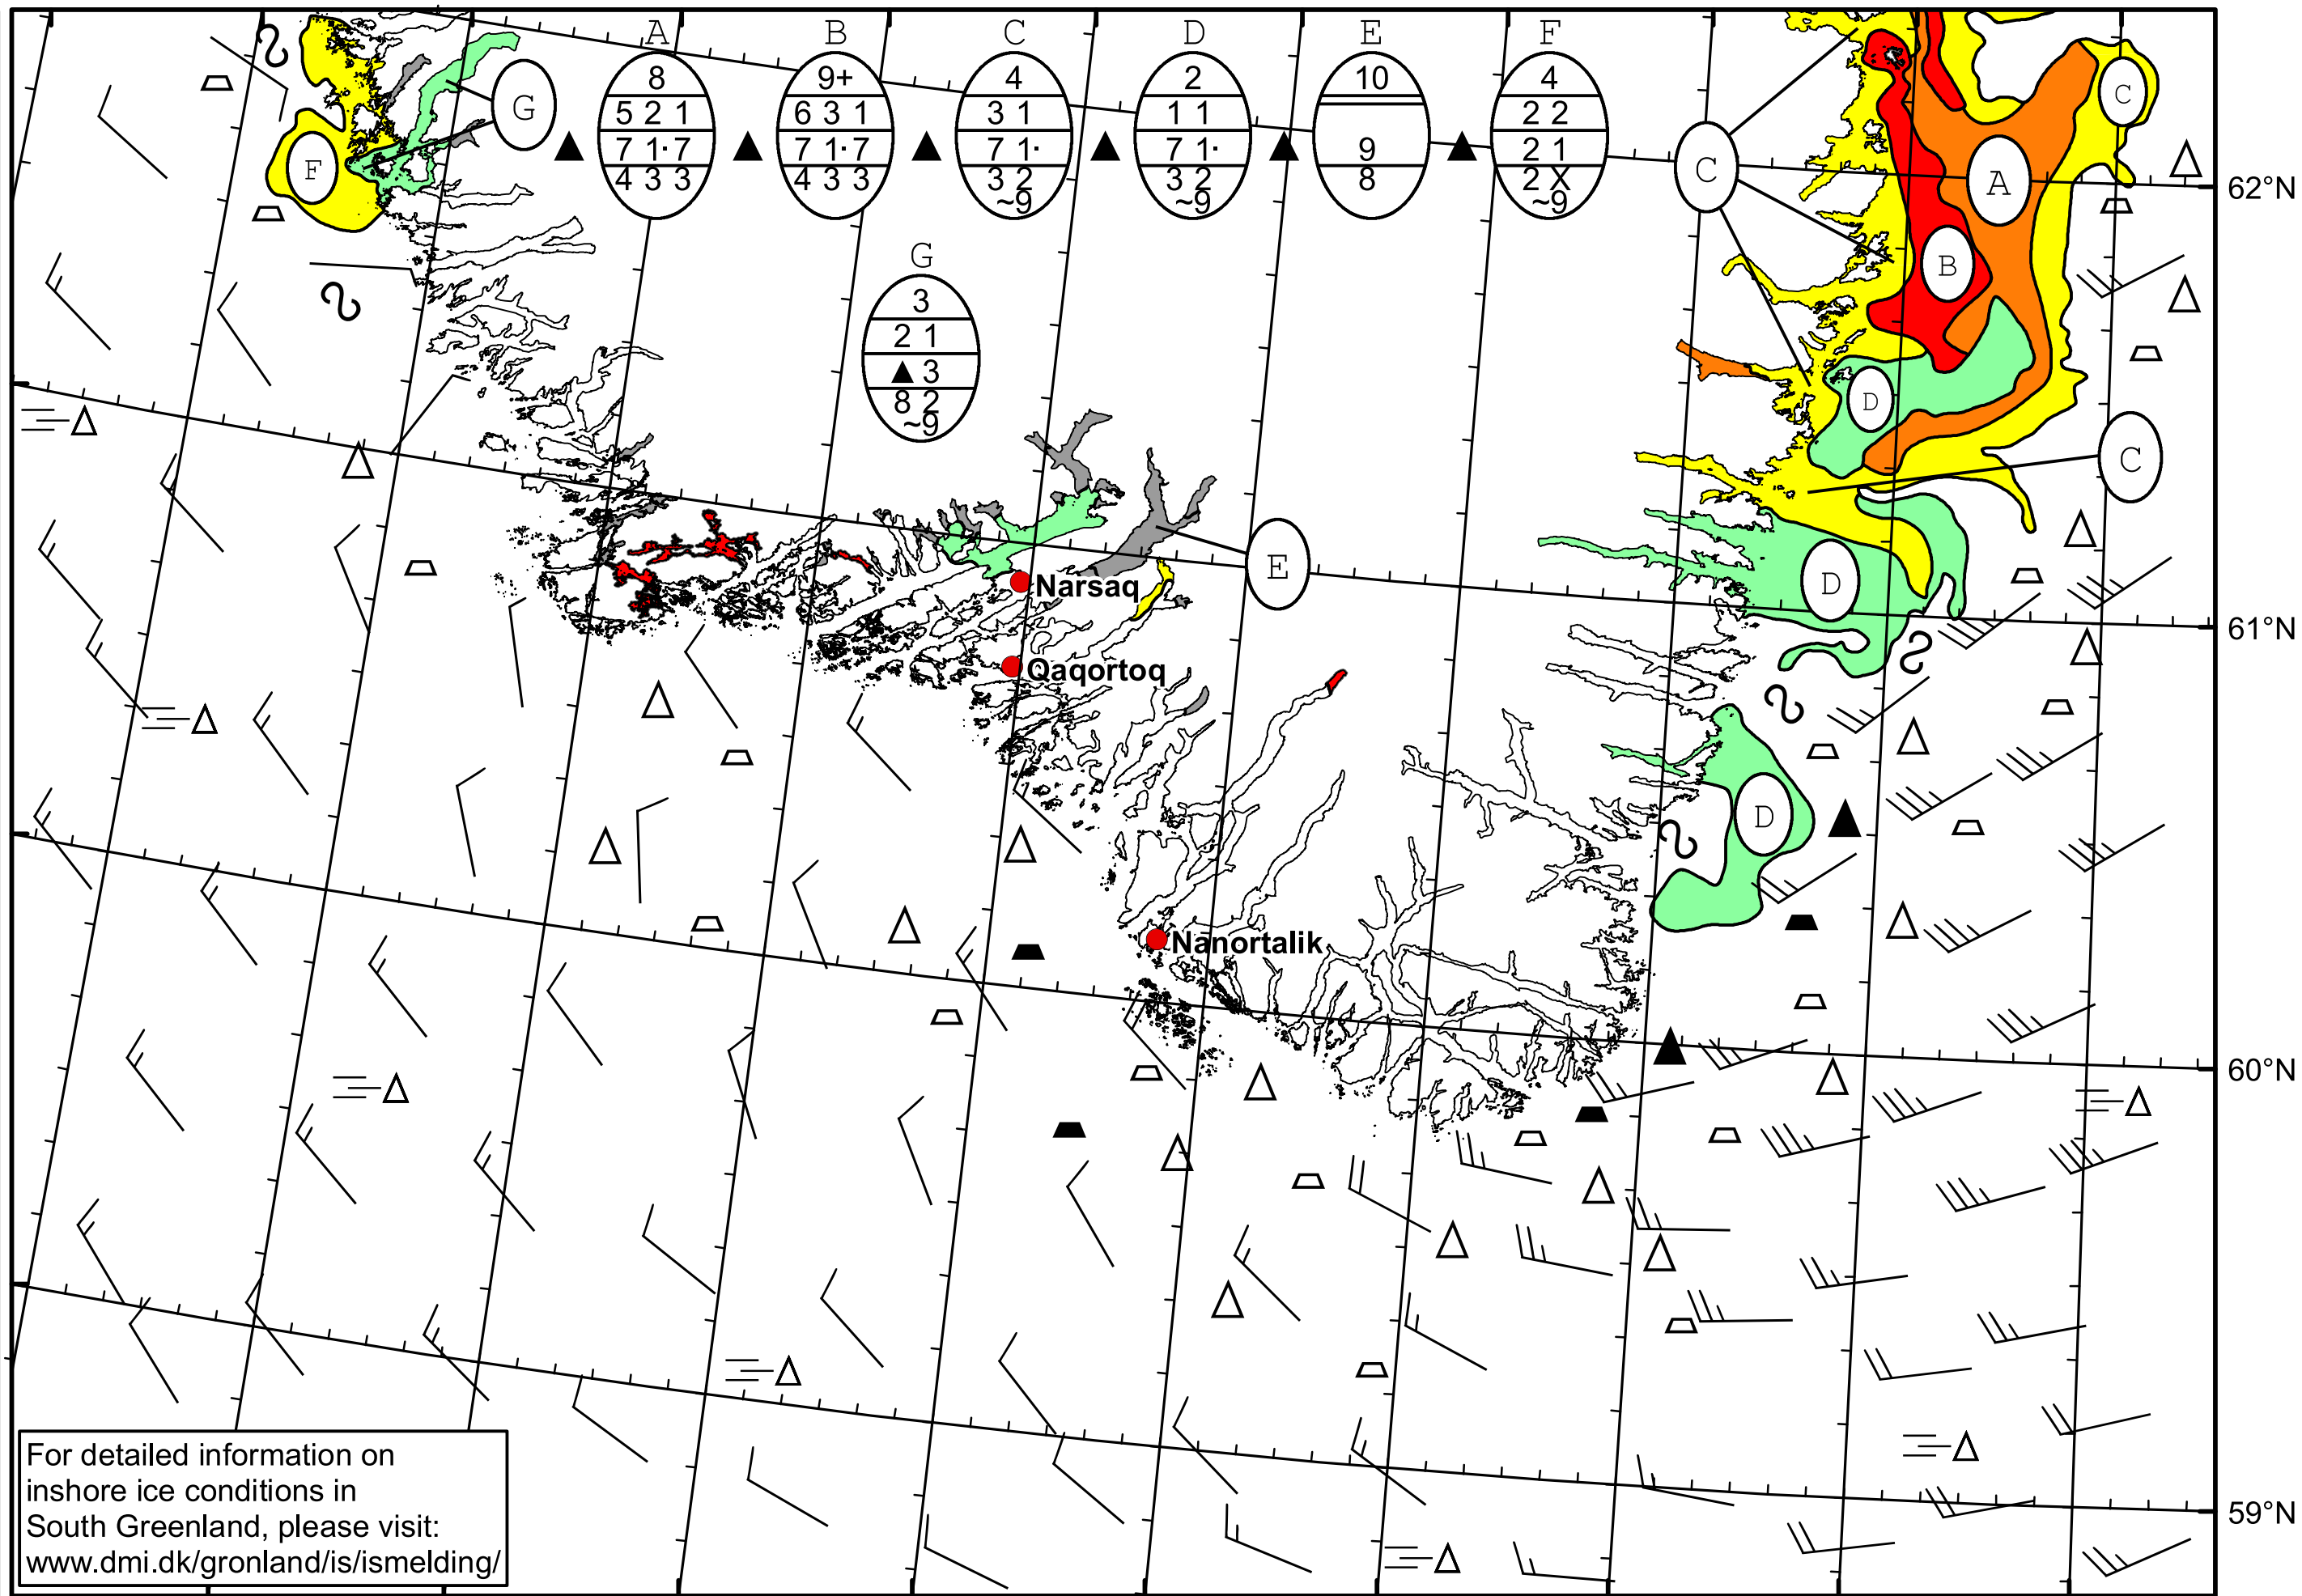 A B C D E F
8 9+ 4 2 10 4
5 2 1 6 3 1 3 1 1 1 2 2
7 1·7 7 1·7 7 1· 7 1· 9 2 1
4 3 3 4 3 3 3 2 3 2 8 2 X
~9 ~9 ~9
G
3
2 1
▲ 3
8 2
~9
G
F
C
C
A
B
D
C
E
D
D
62°N
61°N
60°N
59°N
Narsaq
Qaqortoq
Nanortalik
For detailed information on
inshore ice conditions in
South Greenland, please visit:
www.dmi.dk/gronland/is/ismelding/